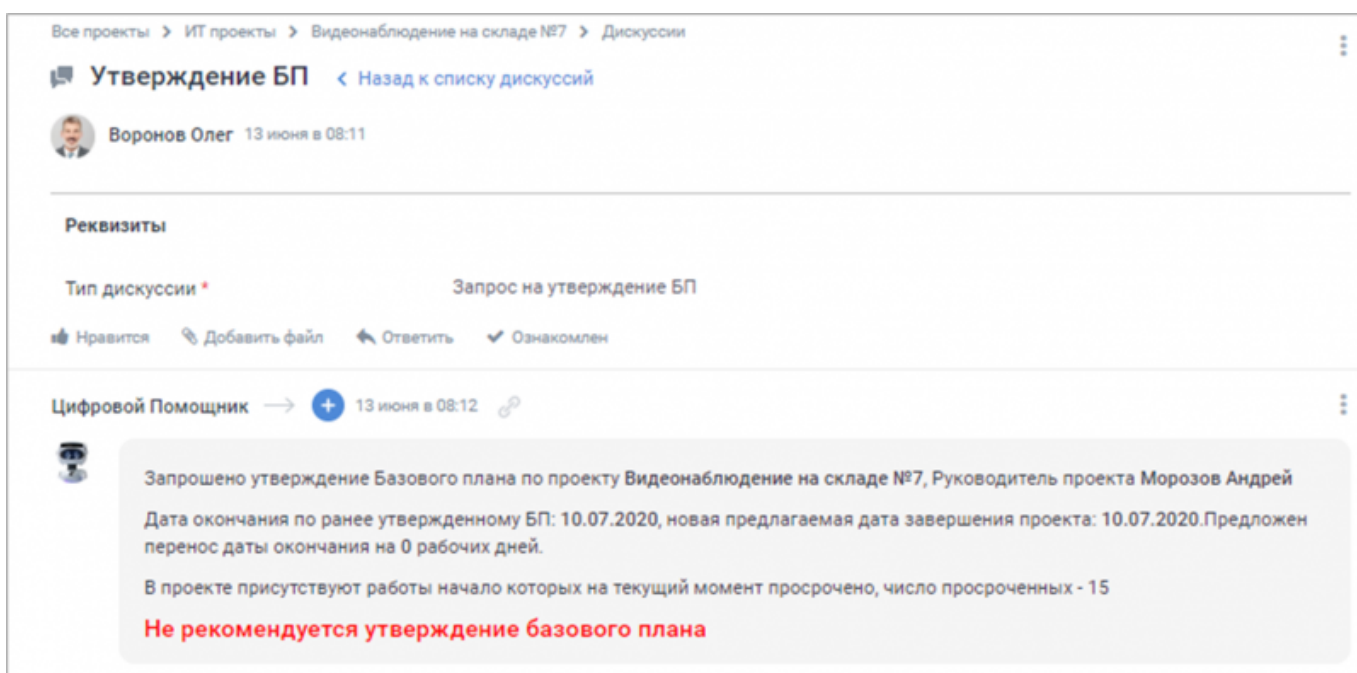 Все проекты > ИТ проекты > Видеонаблюдение на складе №7 > Дискуссии
Утверждение БП < Назад к списку дискуссий
Воронов Олег 13 июня в 08:11
Реквизиты
Тип дискуссии * Запрос на утверждение БП
Нравится Добавить файл Ответить Ознакомлен
Цифровой Помощник → + 13 июня в 08:12
Запрошено утверждение Базового плана по проекту Видеонаблюдение на складе №7, Руководитель проекта Морозов Андрей
Дата окончания по ранее утвержденному БП: 10.07.2020, новая предлагаемая дата завершения проекта: 10.07.2020.Предложен
перенос даты окончания на 0 рабочих дней.
В проекте присутствуют работы начало которых на текущий момент просрочено, число просроченных - 15
Не рекомендуется утверждение базового плана